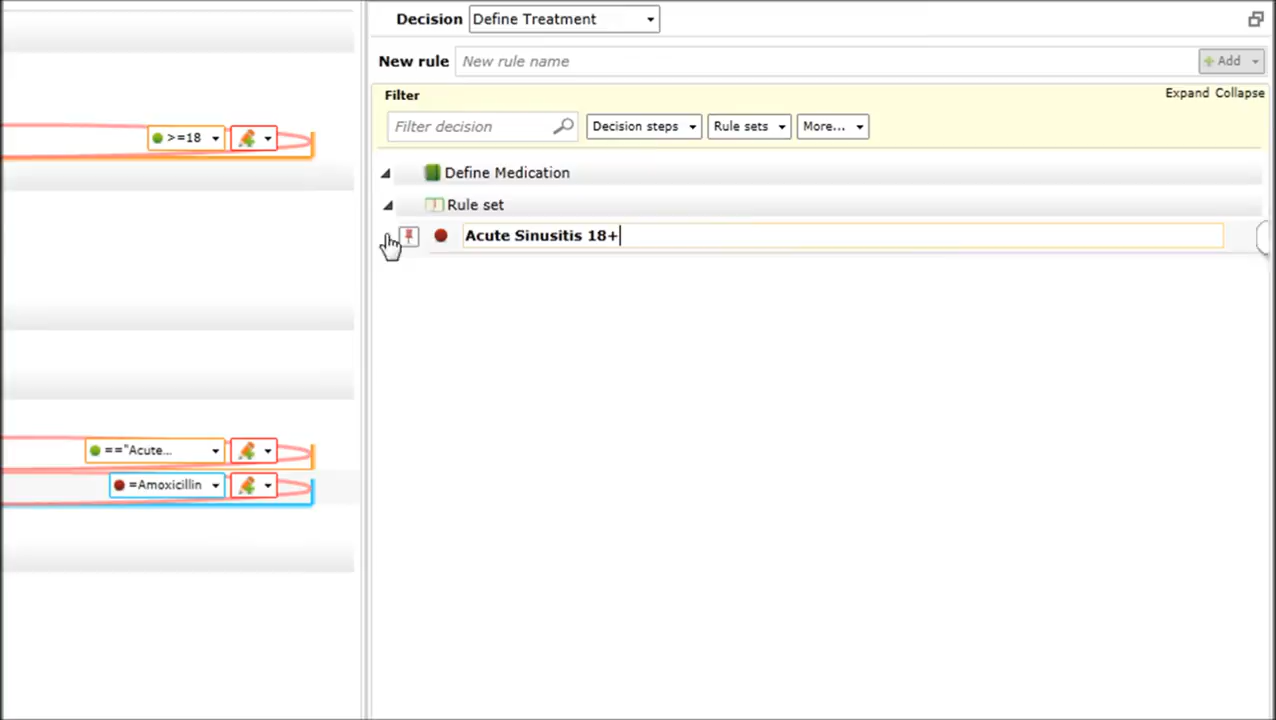 Decision Define Treatment
New rule New rule name + Add
Filter Expand Collapse
Filter decision Decision steps Rule sets More...
Define Medication
Rule set
Acute Sinusitis 18+
>=18
=="Acute...
=Amoxicillin